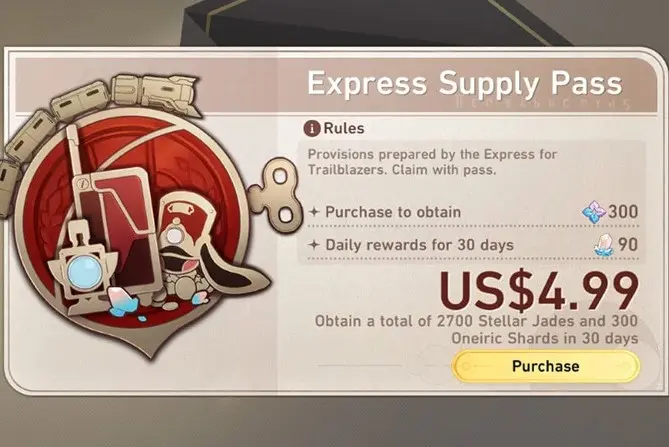 Express Supply Pass
Rules
Provisions prepared by the Express for
Trailblazers. Claim with pass.
Purchase to obtain 300
Daily rewards for 30 days 90
US$4.99
Obtain a total of 2700 Stellar Jades and 300
Oneiric Shards in 30 days
Purchase